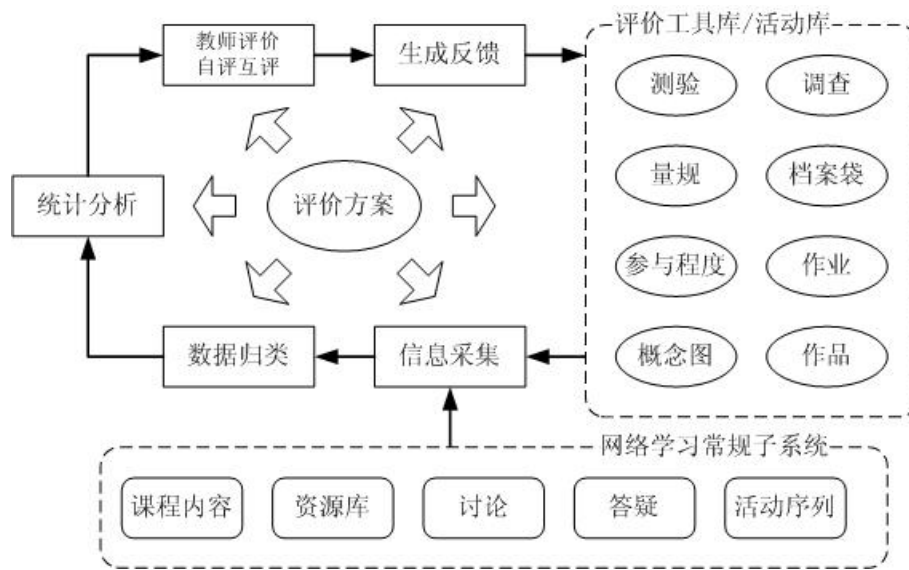 教师评价
自评互评
生成反馈
评价工具库/活动库
测验
调查
量规
档案袋
统计分析
评价方案
参与程度
作业
数据归类
信息采集
概念图
作品
网络学习常规子系统
课程内容
资源库
讨论
答疑
活动序列